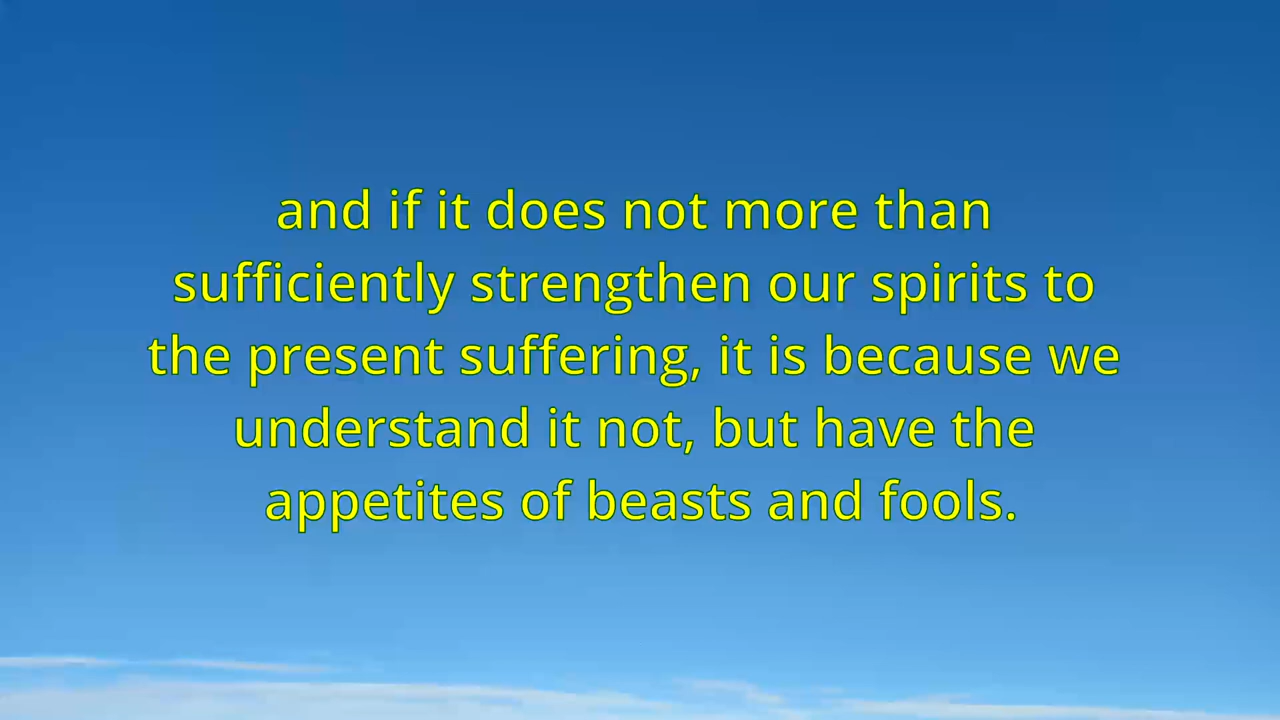 and if it does not more than
sufficiently strengthen our spirits to
the present suffering, it is because we
understand it not, but have the
appetites of beasts and fools.